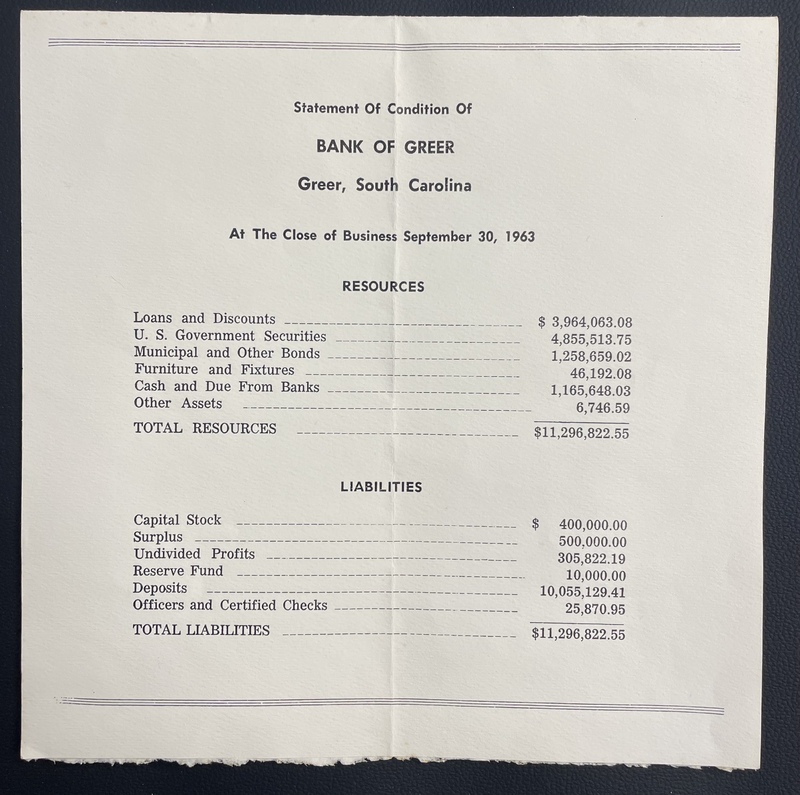 Statement Of Condition Of
BANK OF GREER
Greer, South Carolina
At The Close of Business September 30, 1963
RESOURCES
Loans and Discounts $ 3,964,063.08
U. S. Government Securities 4,855,513.75
Municipal and Other Bonds 1,258,659.02
Furniture and Fixtures 46,192.08
Cash and Due From Banks 1,165,648.03
Other Assets 6,746.59
TOTAL RESOURCES $11,296,822.55
LIABILITIES
Capital Stock $ 400,000.00
Surplus 500,000.00
Undivided Profits 305,822.19
Reserve Fund 10,000.00
Deposits 10,055,129.41
Officers and Certified Checks 25,870.95
TOTAL LIABILITIES $11,296,822.55